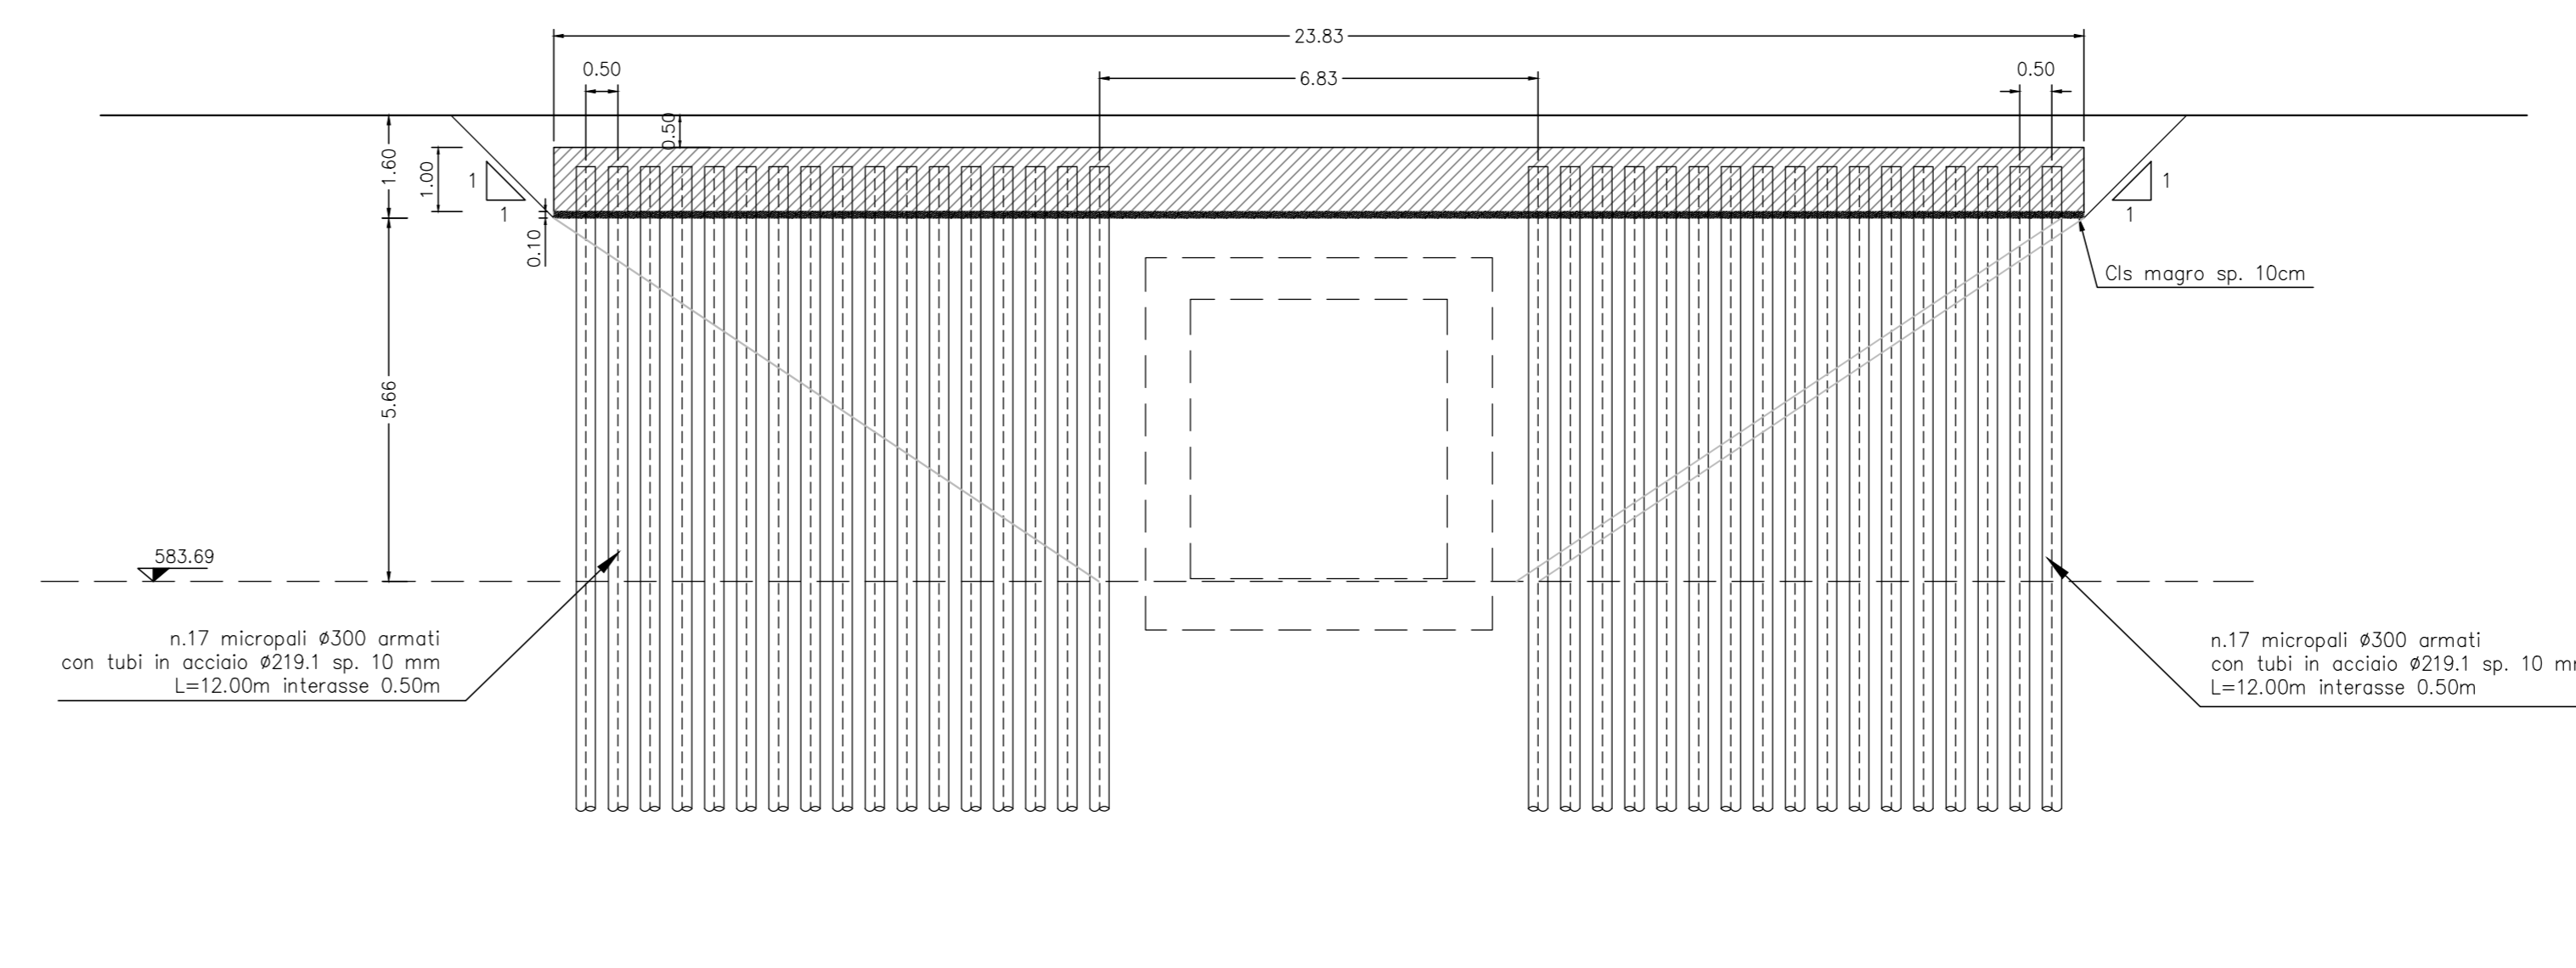 23.83
0.50
6.83
0.50
0.50
1.60
1.00
1
1
1
1
0.10
Cls magro sp. 10cm
5.66
583.69
n.17 micropali ø300 armati
con tubi in acciaio ø219.1 sp. 10 mm
L=12.00m interasse 0.50m
n.17 micropali ø300 armati
con tubi in acciaio ø219.1 sp. 10
L=12.00m interasse 0.50m